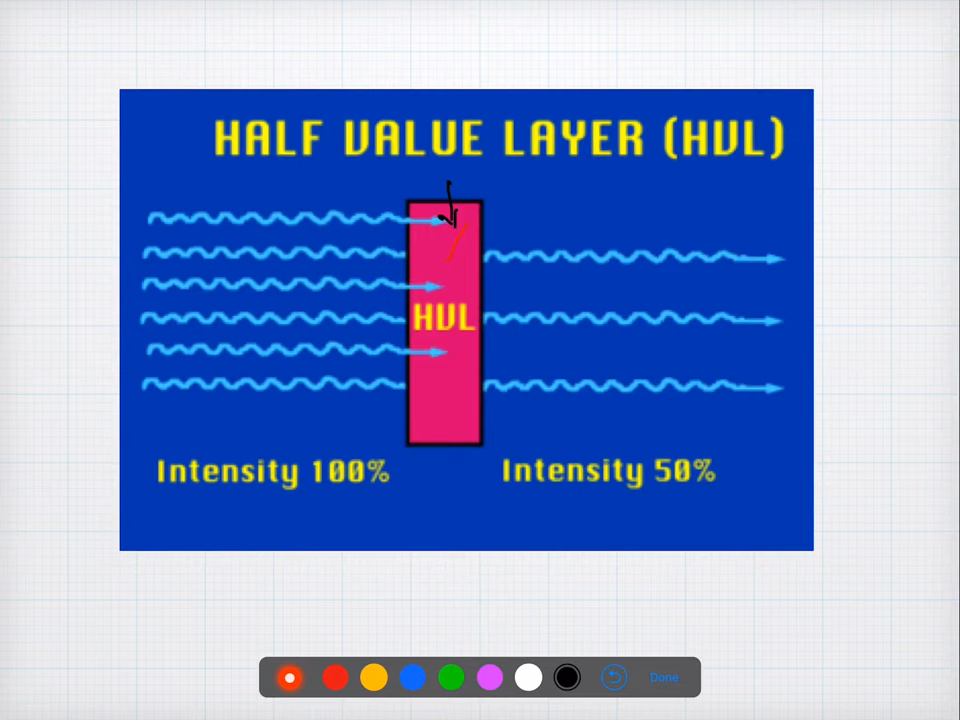 HALF VALUE LAYER (HVL)
HVL
Intensity 100%
Intensity 50%
Done